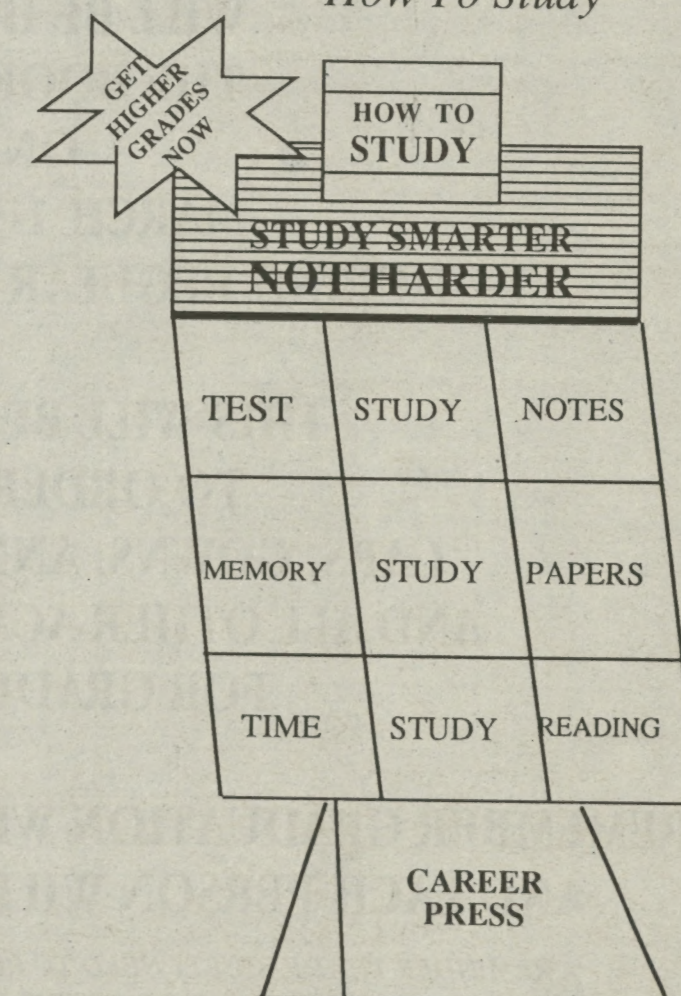 How To Study
GET
HIGHER
GRADES
NOW
HOW TO
STUDY
STUDY SMARTER
NOT HARDER
TEST STUDY NOTES
MEMORY STUDY PAPERS
TIME STUDY READING
CAREER
PRESS